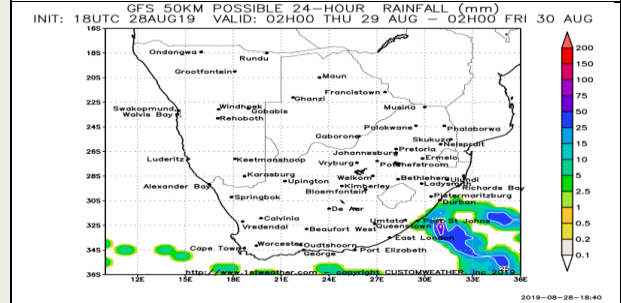 GFS 50KM POSSIBLE 24-HOUR RAINFALL (mm)
INIT: 18UTC 28AUG19 VALID: 02H00 THU 29 AUG - 02H00 FRI 30 AUG
16S
18S
20S
22S
24S
26S
28S
30S
32S
34S
36S
Ondangwa
Rundu
Grootfontein
Maun
Francistown
Ghanzi
Musina
Swakopmund
Windhoek
Gobabis
Walvis Bay
Rehoboth
Polokwane
Phalaborwa
Gaborone
Skukuza
Pretoria
Nelspruit
Johannesburg
Ermelo
Luderitz
Keetmanshoop
Vryburg
Potchefstroom
Karasburg
Upington
Welkom
Bethlehem
Ulundi
Alexander Bay
Kimberley
Ladysmith
Richards Bay
Bloemfontein
Springbok
Pietermaritzburg
Durban
De Aar
Calvinia
Umtata
Port St Johns
Vredendal
Beaufort West
Queenstown
East London
Cape Town
Worcester
Oudtshoorn
George
Port Elizabeth
http://www.1stweather.com - copyright CUSTOMWEATHER, Inc 2019
12E 15E 18E 21E 24E 27E 30E 33E 36E
200
150
100
75
50
25
15
10
5
2.5
1
0.5
0.2
0.1
2019-08-28-18:40